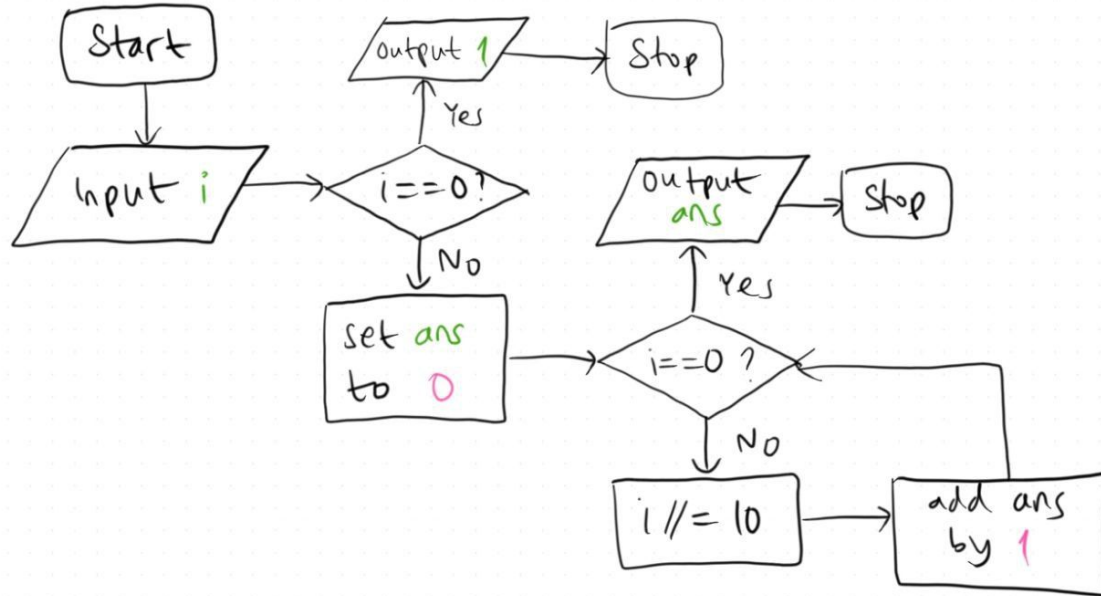 Start
Input i
i==0?
Yes
output 1
Stop
No
set ans
to 0
i==0 ?
Yes
output
ans
Stop
No
i //= 10
add ans
by 1